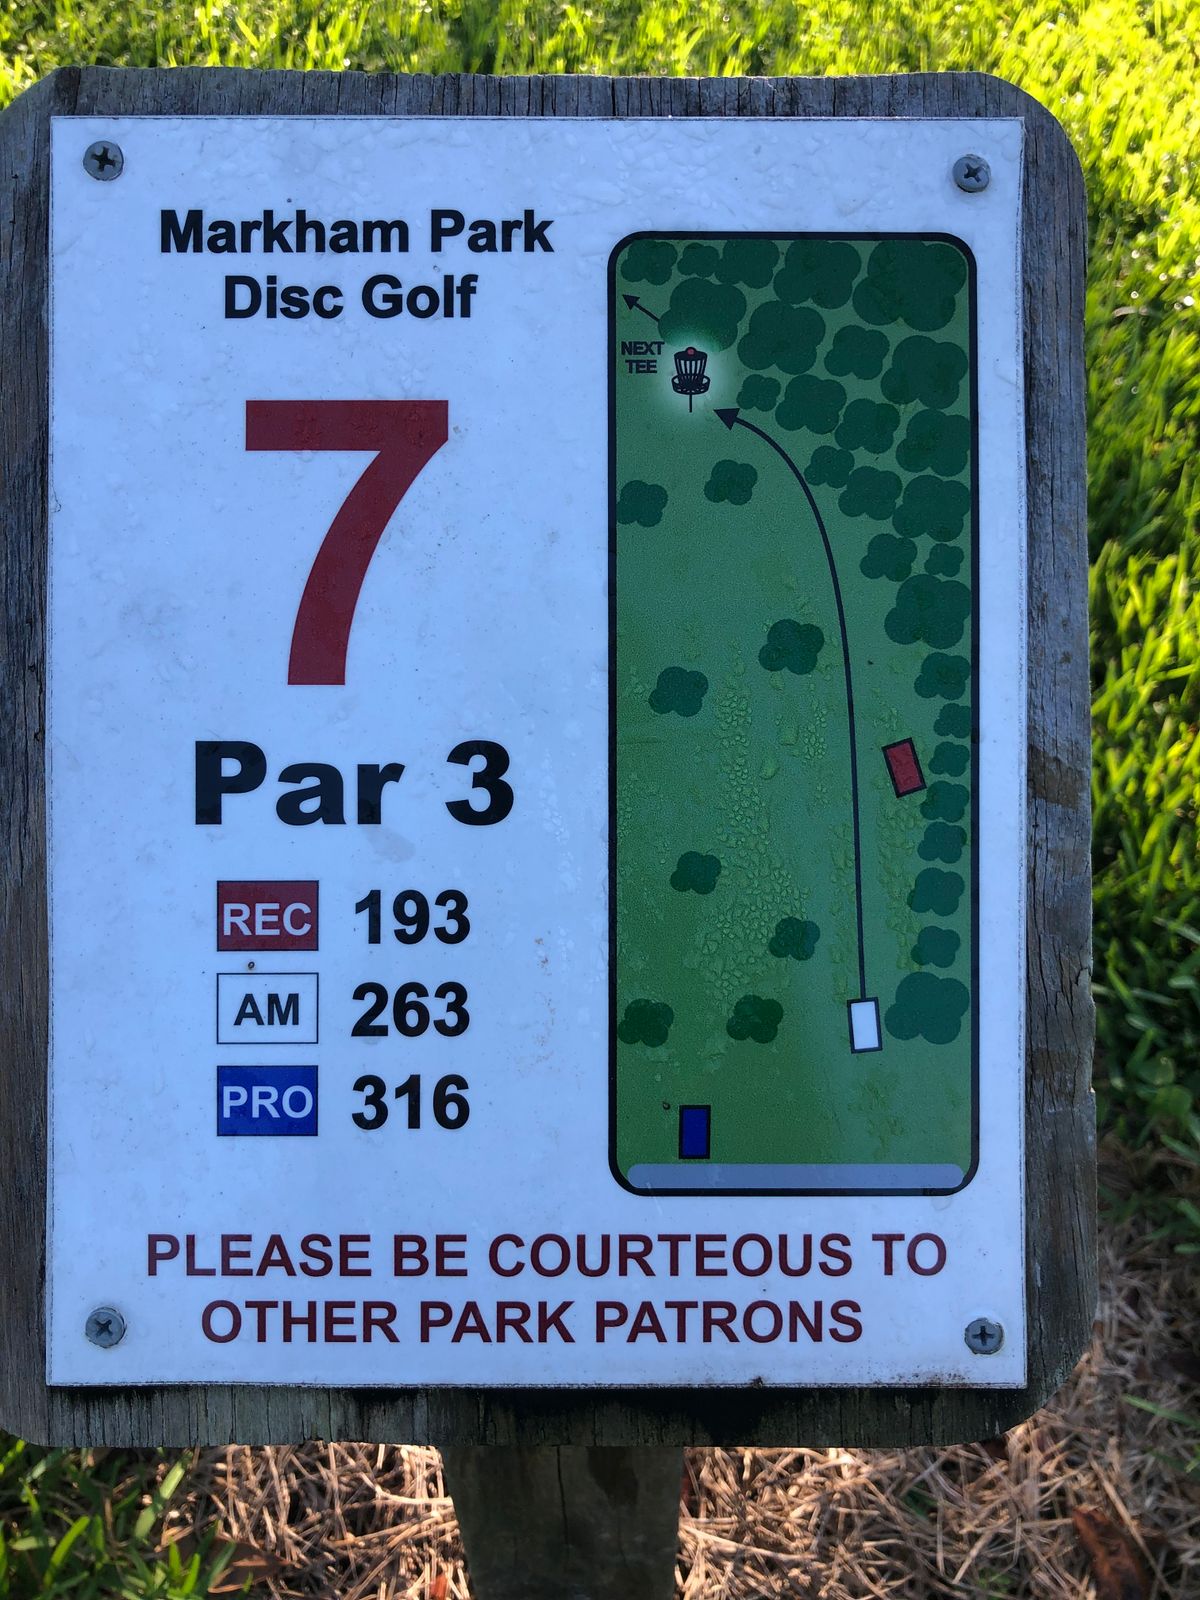 Markham Park
Disc Golf
7
Par 3
REC 193
AM 263
PRO 316
NEXT
TEE
PLEASE BE COURTEOUS TO
OTHER PARK PATRONS